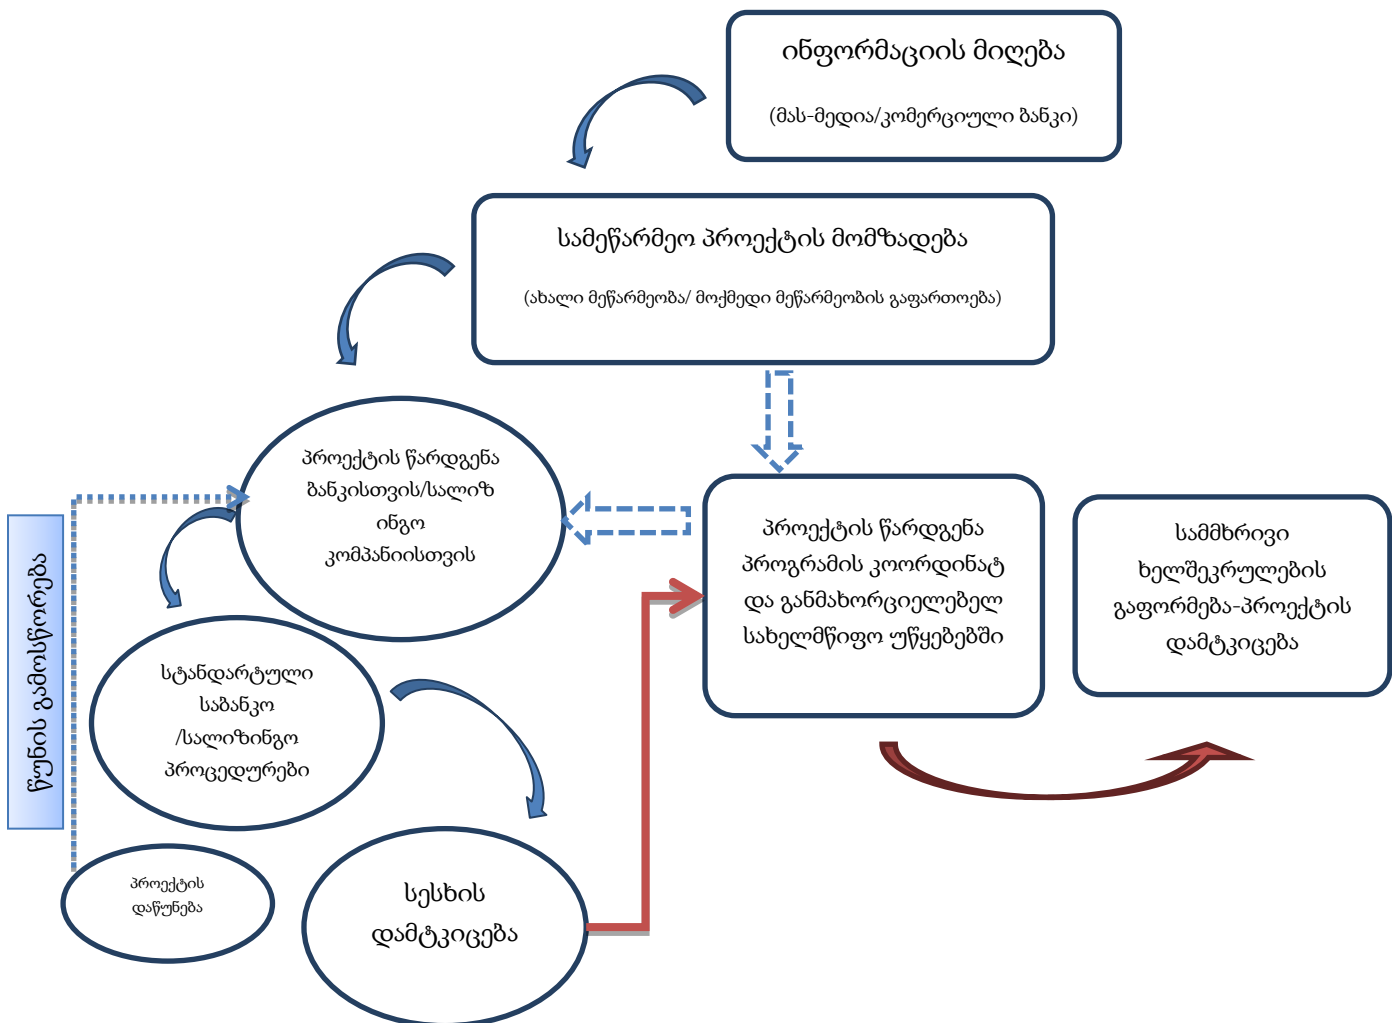 ინფორმაციის მიღება
(მას-მედია/კომერციული ბანკი)
სამეწარმეო პროექტის მომზადება
(ახალი მეწარმეობა/ მოქმედი მეწარმეობის გაფართოება)
პროექტის წარდგენა
ბანკისთვის/სალიზ
ინგო
კომპანიისთვის
პროექტის წარდგენა
პროგრამის კოორდინატ
და განმახორციელებელ
სახელმწიფო უწყებებში
სამმხრივი
ხელშეკრულების
გაფორმება-პროექტის
დამტკიცება
წუნის გამოსწორება
სტანდარტული
საბანკო
/სალიზინგო
პროცედურები
პროექტის
დაწუნება
სესხის
დამტკიცება